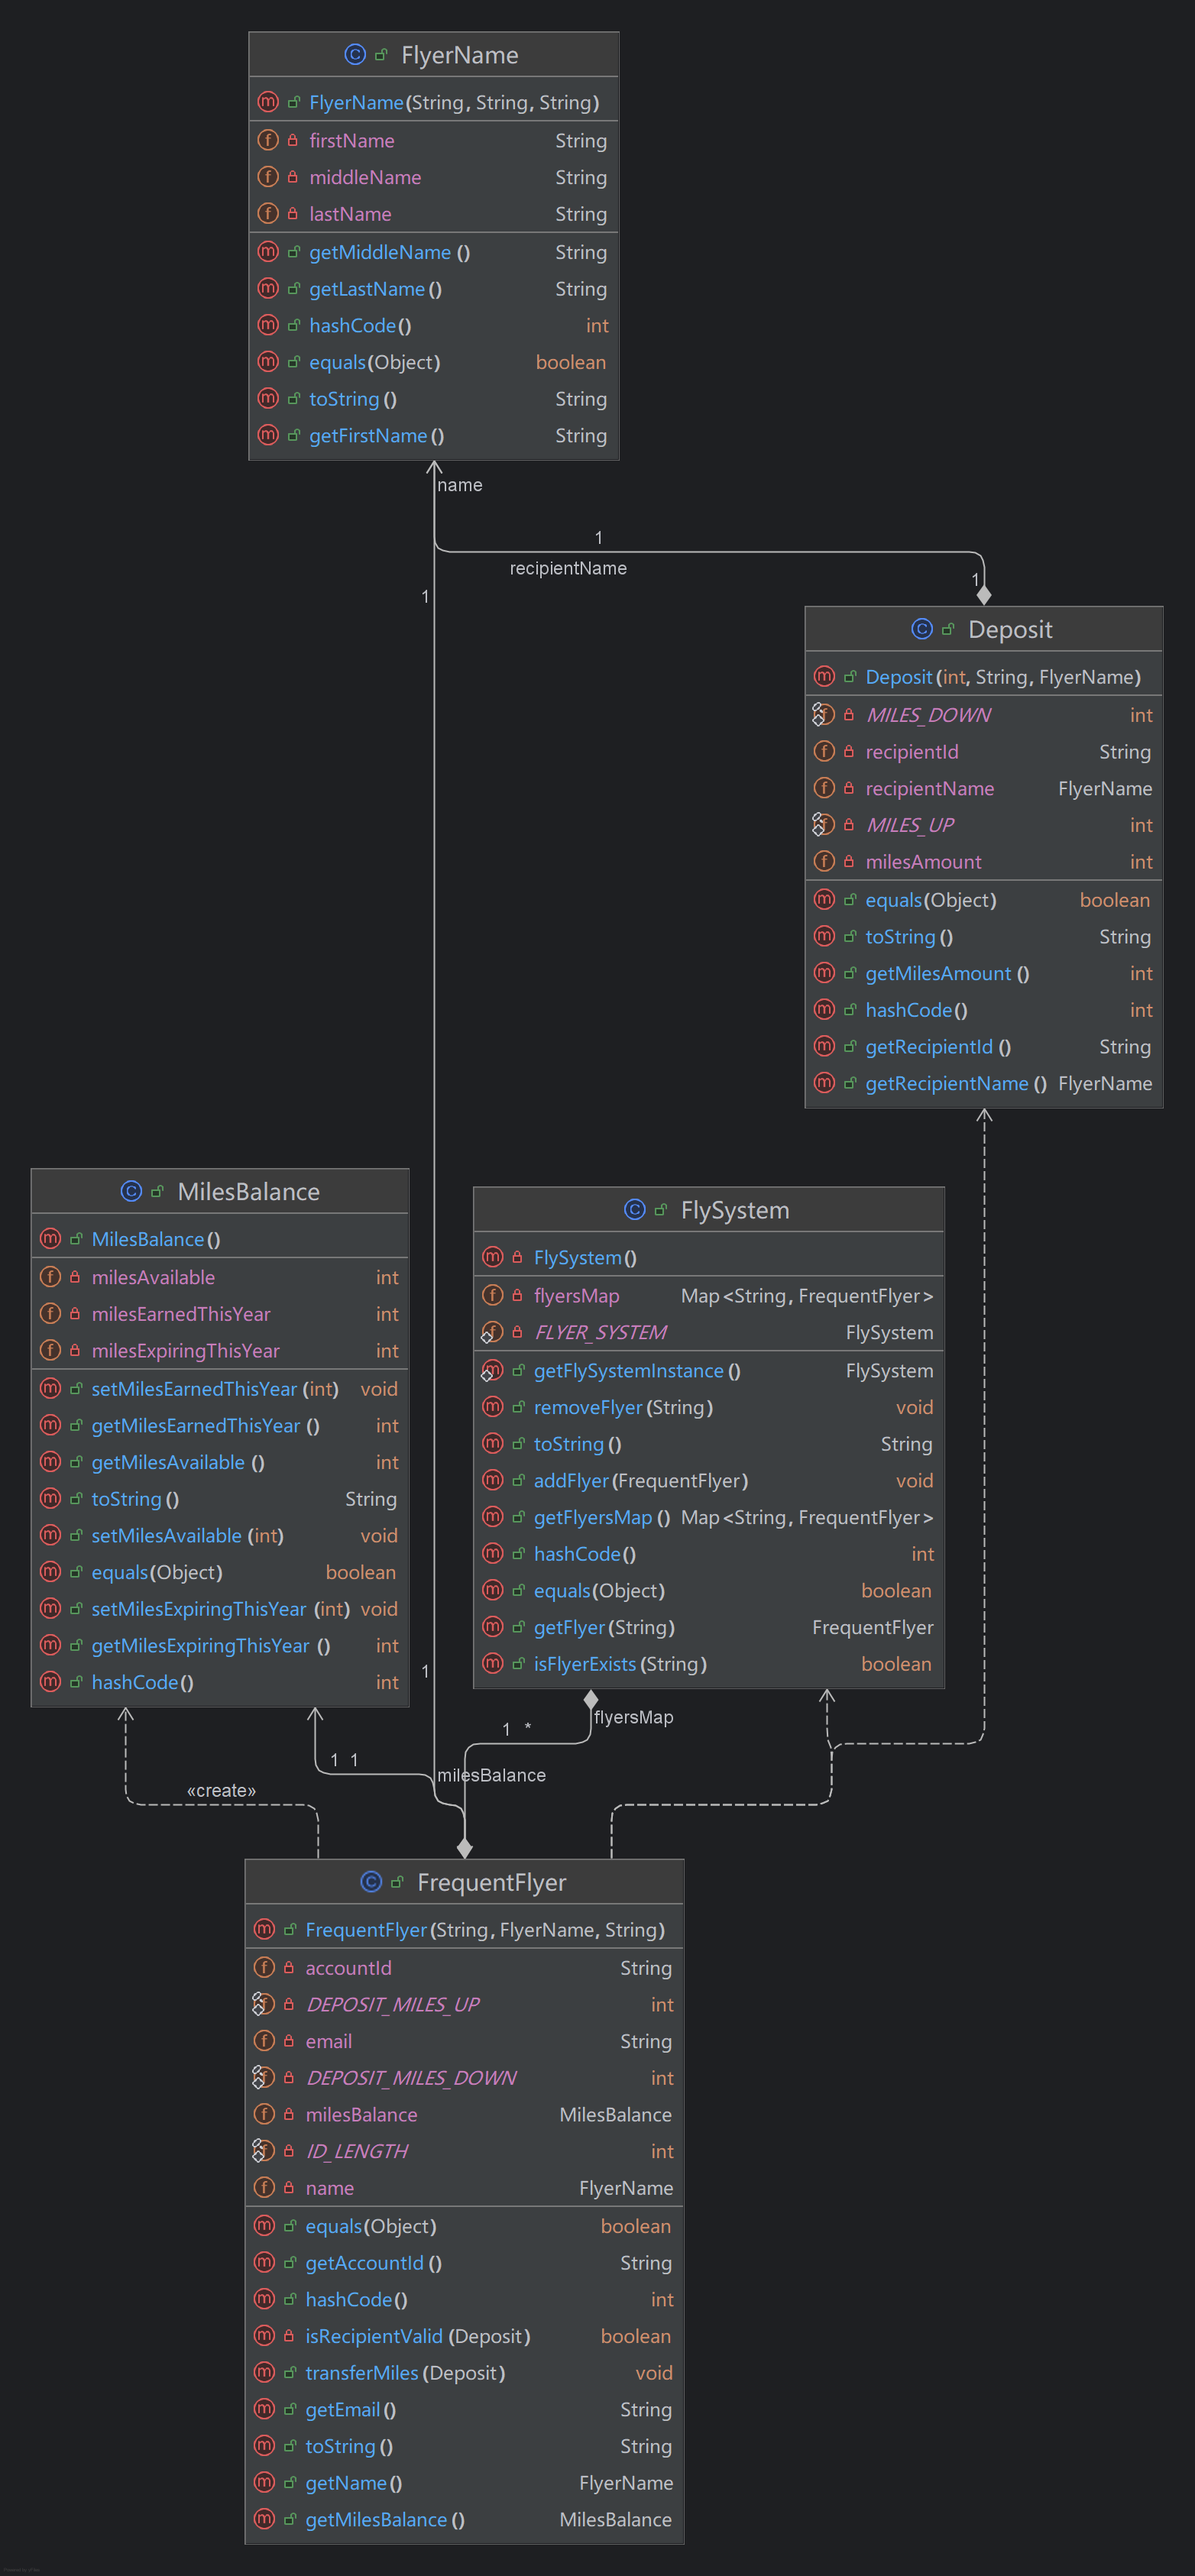 FlyerName
FlyerName(String, String, String)
firstName String
middleName String
lastName String
getMiddleName() String
getLastName() String
hashCode() int
equals(Object) boolean
toString() String
getFirstName() String
name
1
recipientName
1
1
Deposit
Deposit(int, String, FlyerName)
MILES_DOWN int
recipientId String
recipientName FlyerName
MILES_UP int
milesAmount int
equals(Object) boolean
toString() String
getMilesAmount() int
hashCode() int
getRecipientId() String
getRecipientName() FlyerName
MilesBalance
MilesBalance()
milesAvailable int
milesEarnedThisYear int
milesExpiringThisYear int
setMilesEarnedThisYear(int) void
getMilesEarnedThisYear() int
getMilesAvailable() int
toString() String
setMilesAvailable(int) void
equals(Object) boolean
setMilesExpiringThisYear(int) void
getMilesExpiringThisYear() int
hashCode() int
FlySystem
FlySystem()
flyersMap Map<String, FrequentFlyer>
FLYER_SYSTEM FlySystem
getFlySystemInstance() FlySystem
removeFlyer(String) void
toString() String
addFlyer(FrequentFlyer) void
getFlyersMap() Map<String, FrequentFlyer>
hashCode() int
equals(Object) boolean
getFlyer(String) FrequentFlyer
isFlyerExists(String) boolean
1
flyersMap
1 *
1 1
milesBalance
«create»
FrequentFlyer
FrequentFlyer(String, FlyerName, String)
accountId String
DEPOSIT_MILES_UP int
email String
DEPOSIT_MILES_DOWN int
milesBalance MilesBalance
ID_LENGTH int
name FlyerName
equals(Object) boolean
getAccountId() String
hashCode() int
isRecipientValid(Deposit) boolean
transferMiles(Deposit) void
getEmail() String
toString() String
getName() FlyerName
getMilesBalance() MilesBalance